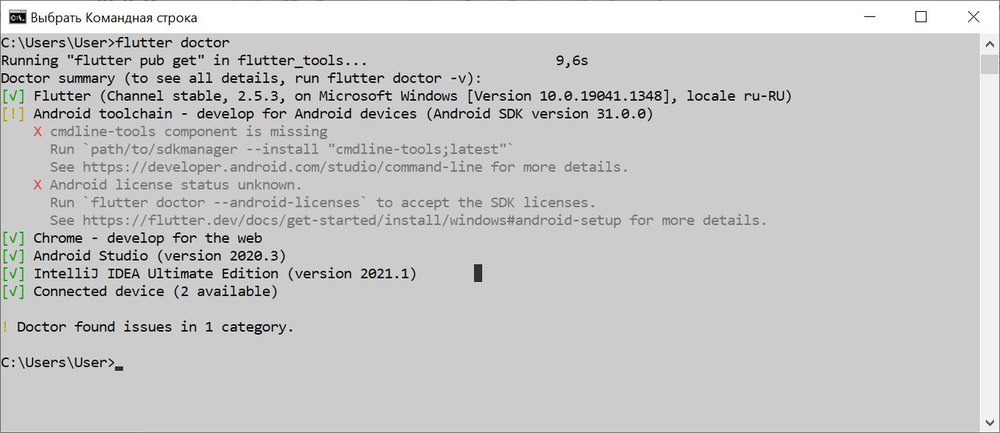 Выбрать Командная строка
C:\Users\User>flutter doctor
Running "flutter pub get" in flutter_tools...                       9,6s
Doctor summary (to see all details, run flutter doctor -v):
[√] Flutter (Channel stable, 2.5.3, on Microsoft Windows [Version 10.0.19041.1348], locale ru-RU)
[!] Android toolchain - develop for Android devices (Android SDK version 31.0.0)
    X cmdline-tools component is missing
      Run `path/to/sdkmanager --install "cmdline-tools;latest"`
      See https://developer.android.com/studio/command-line for more details.
    X Android license status unknown.
      Run `flutter doctor --android-licenses` to accept the SDK licenses.
      See https://flutter.dev/docs/get-started/install/windows#android-setup for more details.
[√] Chrome - develop for the web
[√] Android Studio (version 2020.3)
[√] IntelliJ IDEA Ultimate Edition (version 2021.1)
[√] Connected device (2 available)
! Doctor found issues in 1 category.
C:\Users\User>